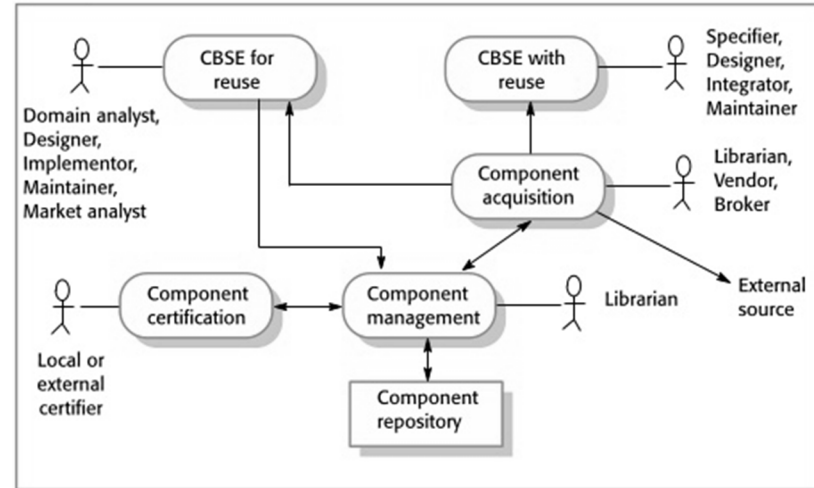 CBSE for
reuse
CBSE with
reuse
Specifier,
Designer,
Integrator,
Maintainer
Domain analyst,
Designer,
Implementor,
Maintainer,
Market analyst
Component
acquisition
Librarian,
Vendor,
Broker
Component
certification
Component
management
Librarian
External
source
Local or
external
certifier
Component
repository